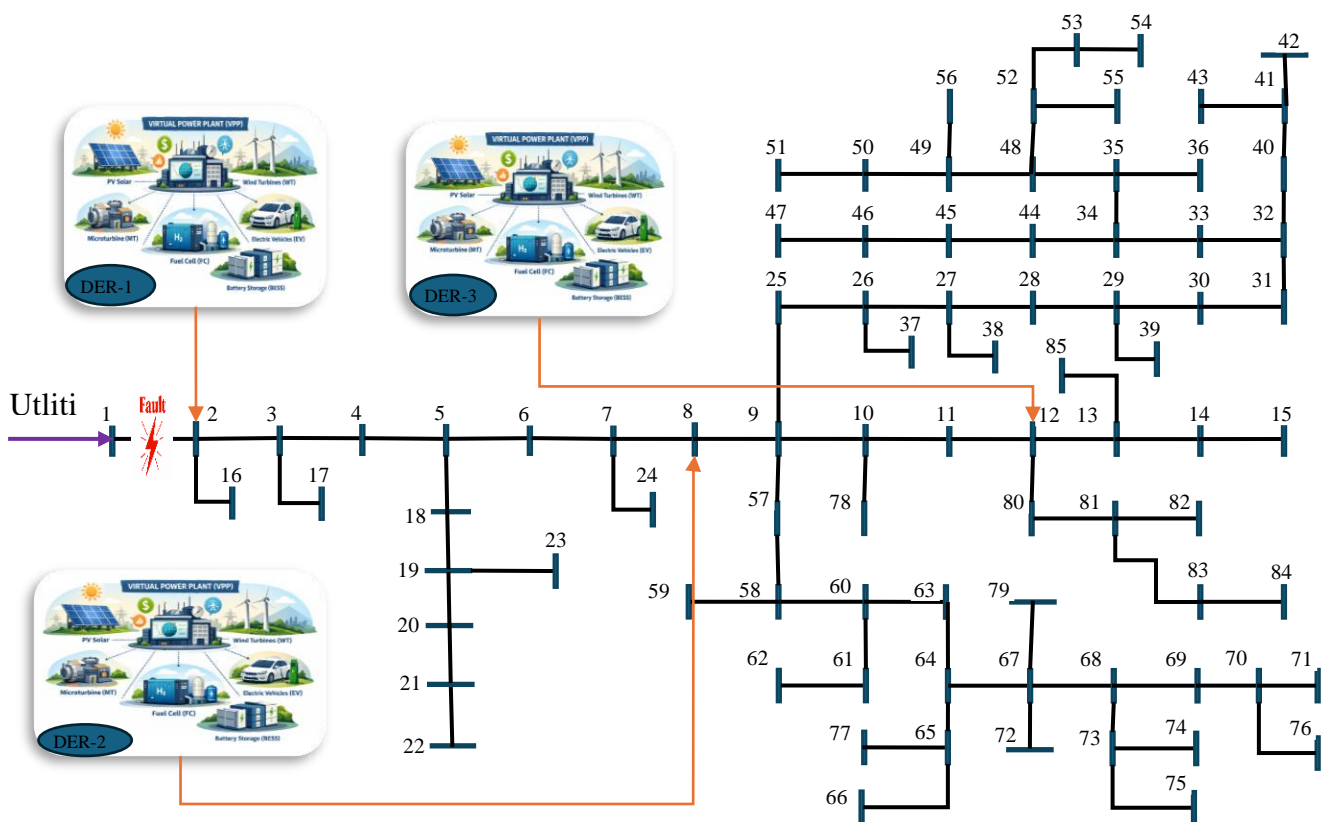 53 54
42
56 52 55 43 41
VIRTUAL POWER PLANT (VPP)
PV Solar
Wind Turbines (WT)
Microturbine (MT)
Electric Vehicles (EV)
H₂
Fuel Cell (FC)
Battery Storage (BESS)
DER-1
VIRTUAL POWER PLANT (VPP)
PV Solar
Wind Turbines (WT)
Microturbine (MT)
Electric Vehicles (EV)
H₂
Fuel Cell (FC)
Battery Storage (BESS)
DER-3
51 50 49 48 35 36 40
47 46 45 44 34 33 32
25 26 27 28 29 30 31
37 38 85 39
Utliti
Fault
1 2 3 4 5 6 7 8 9 10 11 12 13 14 15
16 17 24
18 57 78 80 81 82
23
19
59 58 60 63 79 83 84
20
62 61 64 67 68 69 70 71
21
77 65 72 73 74 76
22
66 75
VIRTUAL POWER PLANT (VPP)
PV Solar
Wind Turbines (WT)
Microturbine (MT)
Electric Vehicles (EV)
H₂
Fuel Cell (FC)
Battery Storage (BESS)
DER-2